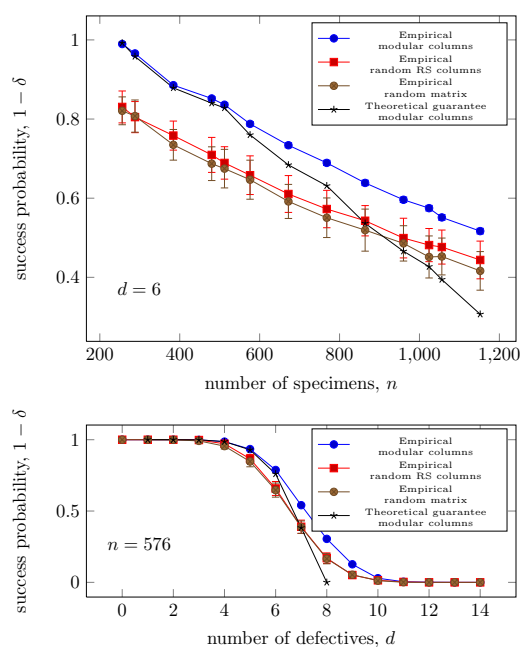 success probability, 1 − δ
1
0.8
0.6
0.4
Empirical
modular columns
Empirical
random RS columns
Empirical
random matrix
Theoretical guarantee
modular columns
d = 6
200
400
600
800
1,000
1,200
number of specimens, n
success probability, 1 − δ
1
0.5
0
Empirical
modular columns
Empirical
random RS columns
Empirical
random matrix
Theoretical guarantee
modular columns
n = 576
0
2
4
6
8
10
12
14
number of defectives, d